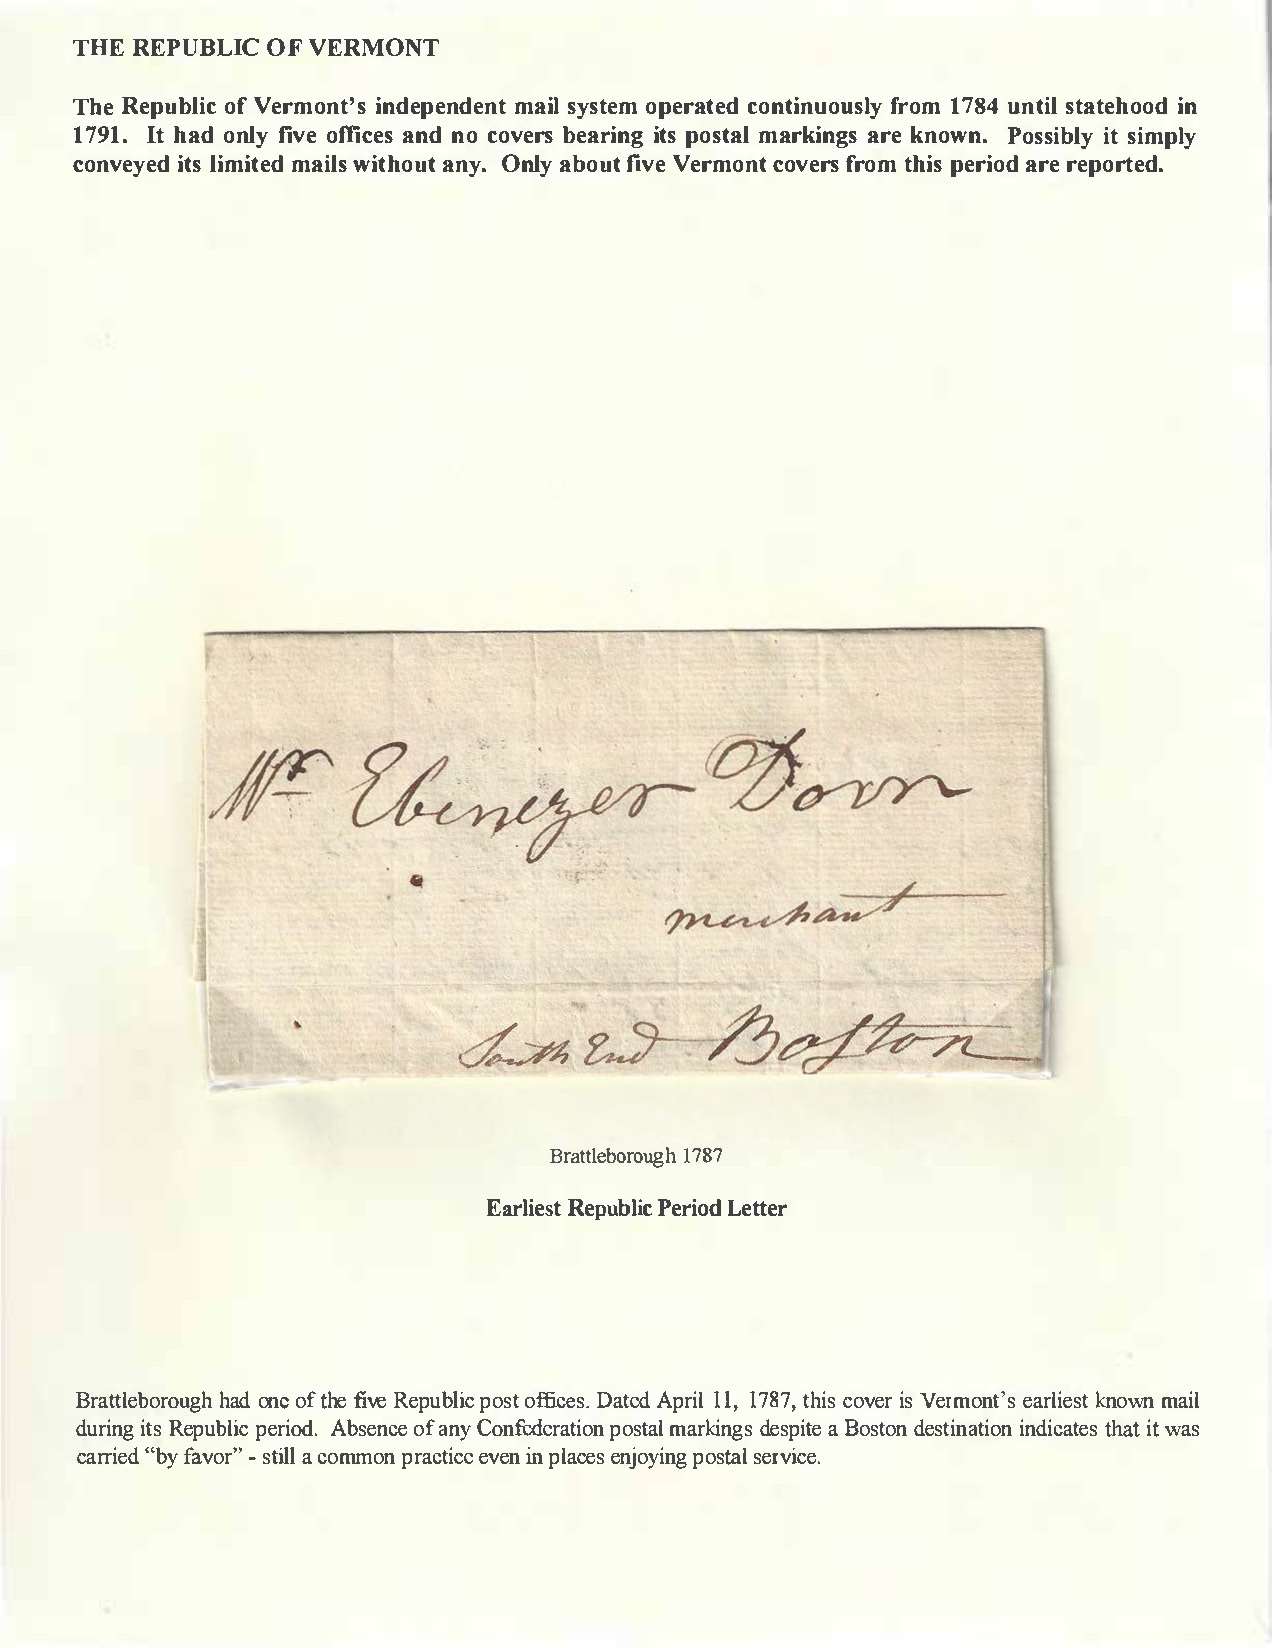 THE REPUBLIC OF VERMONT
The Republic of Vermont's independent mail system operated continuously from 1784 until statehood in
1791. It had only five offices and no covers bearing its postal markings are known. Possibly it simply
conveyed its limited mails without any. Only about five Vermont covers from this period are reported.
Mr Ebenezer Dorr
merchant
South End Boston
Brattleborough 1787
Earliest Republic Period Letter
Brattleborough had one of the five Republic post offices. Dated April 11, 1787, this cover is Vermont's earliest known mail
during its Republic period. Absence of any Confederation postal markings despite a Boston destination indicates that it was
carried "by favor" - still a common practice even in places enjoying postal service.